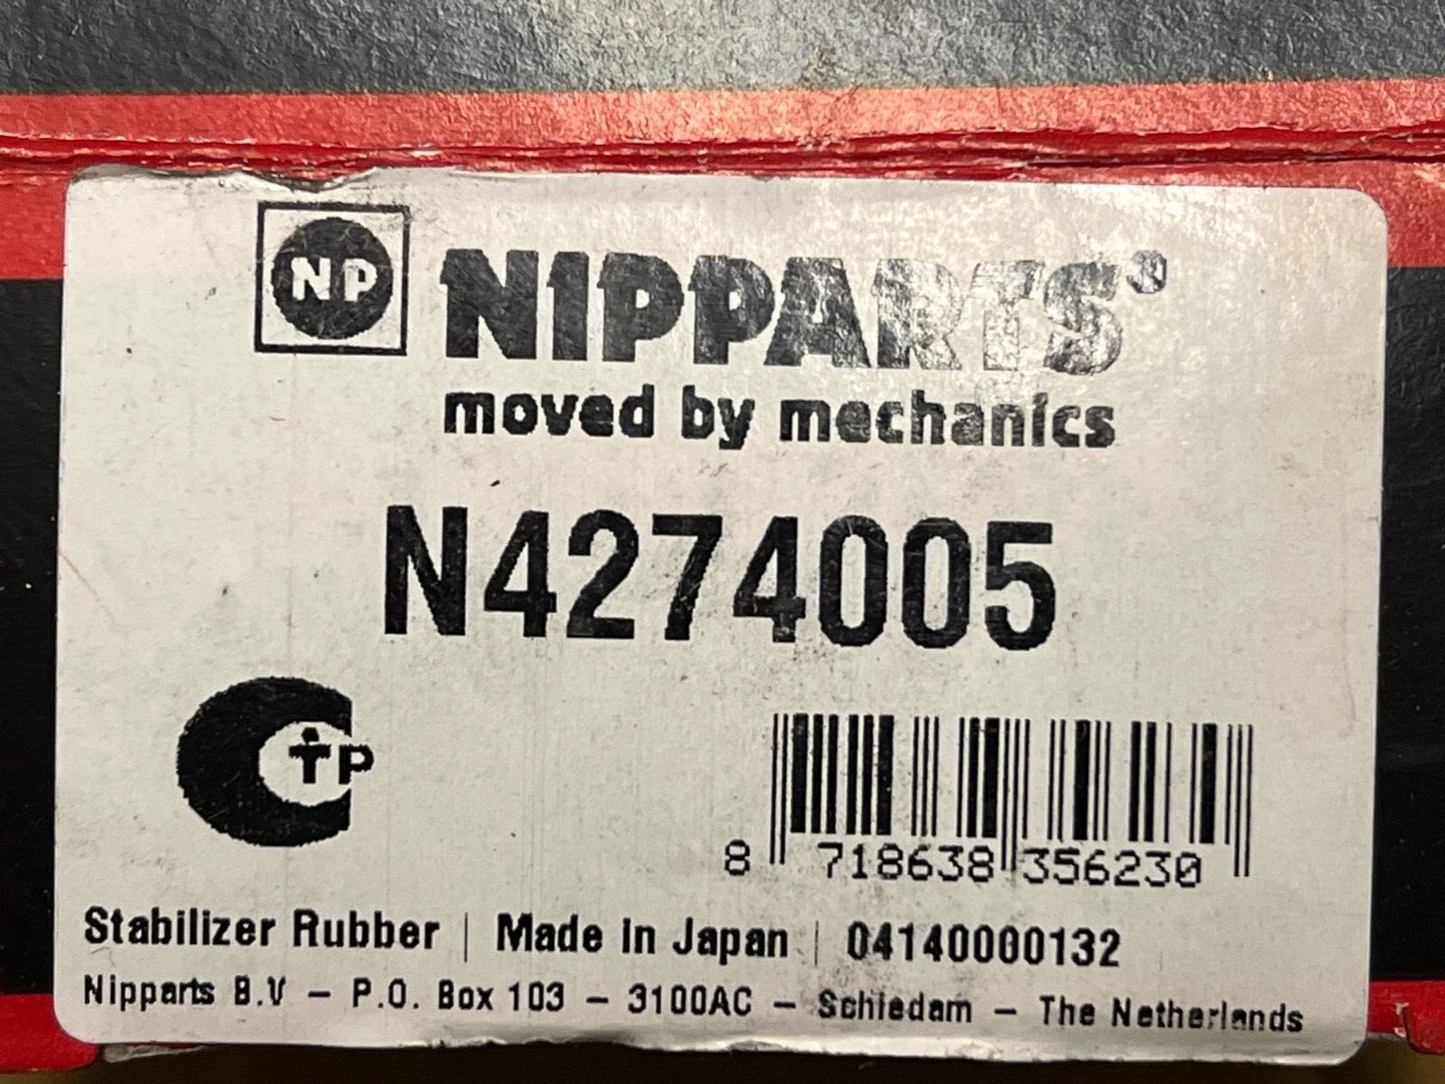 NP NIPPARTS®
moved by mechanics
N4274005
CTP
8 718638 356230
Stabilizer Rubber | Made in Japan | 04140000132
Nipparts B.V – P.O. Box 103 – 3100AC – Schiedam – The Netherlands